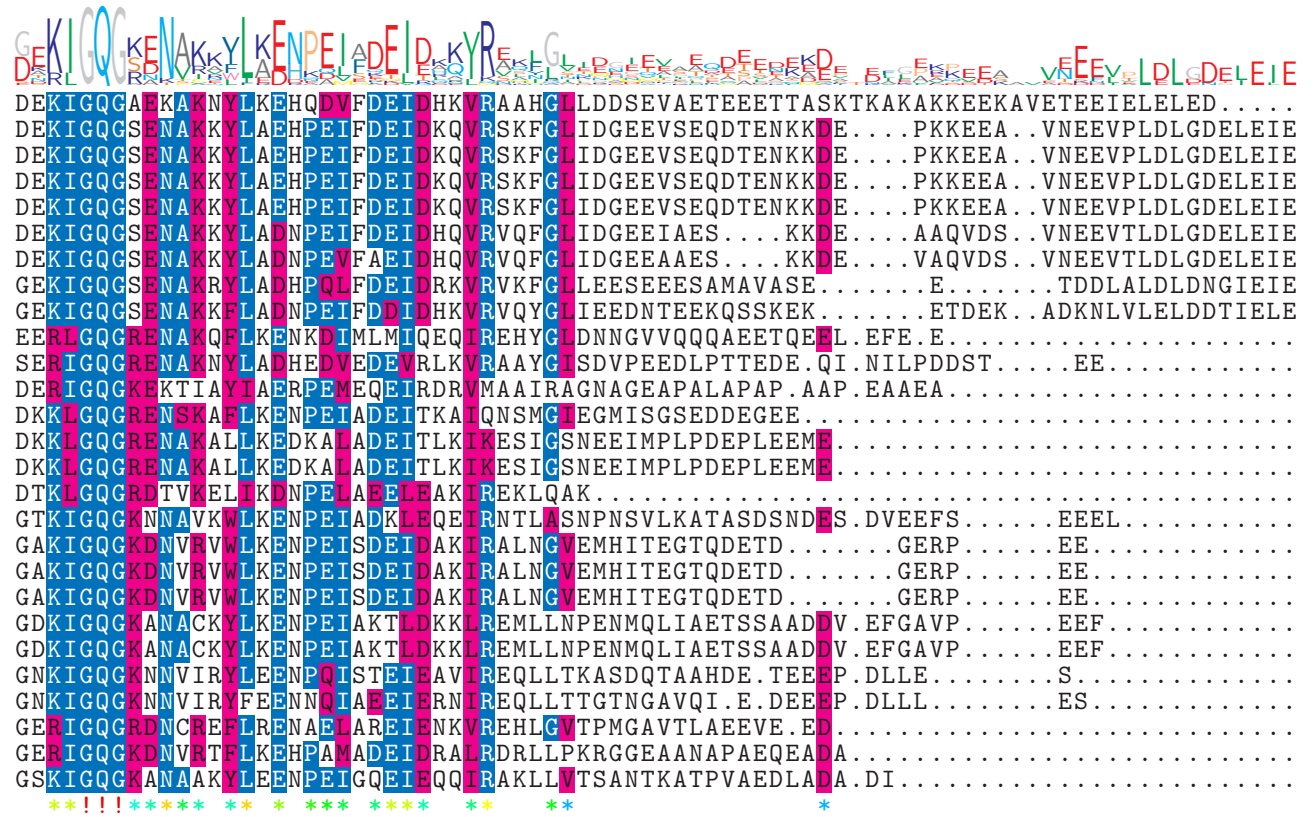 DEKIGQGAEKAKNYLKEHQDVFDEIDHKVRAAHGLLDDSEVAETEEETTASKTKAKAKKEEKAVETEEIELELED.....
DEKIGQGSENAKKYLAEHPEIFDEIDKQVRSKFGLIDGEEVSEQDTENKKDE....PKKEEA..VNEEVPLDLGDELEIE
DEKIGQGSENAKKYLAEHPEIFDEIDKQVRSKFGLIDGEEVSEQDTENKKDE....PKKEEA..VNEEVPLDLGDELEIE
DEKIGQGSENAKKYLAEHPEIFDEIDKQVRSKFGLIDGEEVSEQDTENKKDE....PKKEEA..VNEEVPLDLGDELEIE
DEKIGQGSENAKKYLAEHPEIFDEIDKQVRSKFGLIDGEEVSEQDTENKKDE....PKKEEA..VNEEVPLDLGDELEIE
DEKIGQGSENAKKYLADNPEIFDEIDHQVRVQFGLIDGEEIAES....KKDE....AAQVDS..VNEEVTLDLGDELEIE
DEKIGQGSENAKKYLADNPEVFAEIDHQVRVQFGLIDGEEAAES....KKDE....VAQVDS..VNEEVTLDLGDELEIE
GEKIGQGSENAKRYLADHPQLFDEIDRKVRVKFGLLEESEEESAMAVASE.......E.......TDDLALDLDNGIEIE
GEKIGQGSENAKKFLADNPEIFDDIDHKVRVQYGLIEEDNTEEKQSSKEK.......ETDEK..ADKNLVLELDDTIELE
EERLGQGRENAKQFLKENKDIMLMIQEQIREHYGLDNNGVVQQQAEETQEEL.EFE.E......................
SERIGQGRENAKNYLADHEDVEDEVRLKVRAAYGISDVPEEDLPTTEDE.QI.NILPDDST....EE.............
DERIGQGKEKTIAYIAERPEMEQEIRDRVMAAIRAGNAGEAPALAPAP.AAP.EAAEA......................
DKKLGQGRENSKAFLKENPEIADEITKAIQNSMGIEGMISGSEDDEGEE...............................
DKKLGQGRENAKALLKEDKALADEITLKIKESIGSNEEIMPLPDEPLEEME.............................
DKKLGQGRENAKALLKEDKALADEITLKIKESIGSNEEIMPLPDEPLEEME.............................
DTKLGQGRDTVKELIKDNPELAEELEAKIREKLQAK............................................
GTKIGQGKNNAVKWLKENPEIADKLEQEIRNTLASNPNSVLKATASDSNDES.DVEEFS......EEEL...........
GAKIGQGKDNVRVWLKENPEISDEIDAKIRALNGVEMHITEGTQDETD.......GERP......EE.............
GAKIGQGKDNVRVWLKENPEISDEIDAKIRALNGVEMHITEGTQDETD.......GERP......EE.............
GAKIGQGKDNVRVWLKENPEISDEIDAKIRALNGVEMHITEGTQDETD.......GERP......EE.............
GDKIGQGKANACKYLKENPEIAKTLDKKLREMLLNPENMQLIAETSSAADDV.EFGAVP......EEF............
GDKIGQGKANACKYLKENPEIAKTLDKKLREMLLNPENMQLIAETSSAADDV.EFGAVP......EEF............
GNKIGQGKNNVIRYLEENPQISTEIEAVIREQLLTKASDQTAAHDE.TEEEP.DLLE........S..............
GNKIGQGKNNVIRYFEENNQIAEEIERNIREQLLTTGTNGAVQI.E.DEEEP.DLLL........ES.............
GERIGQGRDNCREFLRENAELAREIENKVREHLGVTPMGAVTLAEEVE.ED.............................
GERIGQGKDNVRTFLKEHPAMADEIDRALRDRLLPKRGGEAANAPAEQEADA............................
GSKIGQGKANAAKYLEENPEIGQEIEQQIRAKLLVTSANTKATPVAEDLADA.DI.........................
**!!!***** ** * *** **** ** ** *